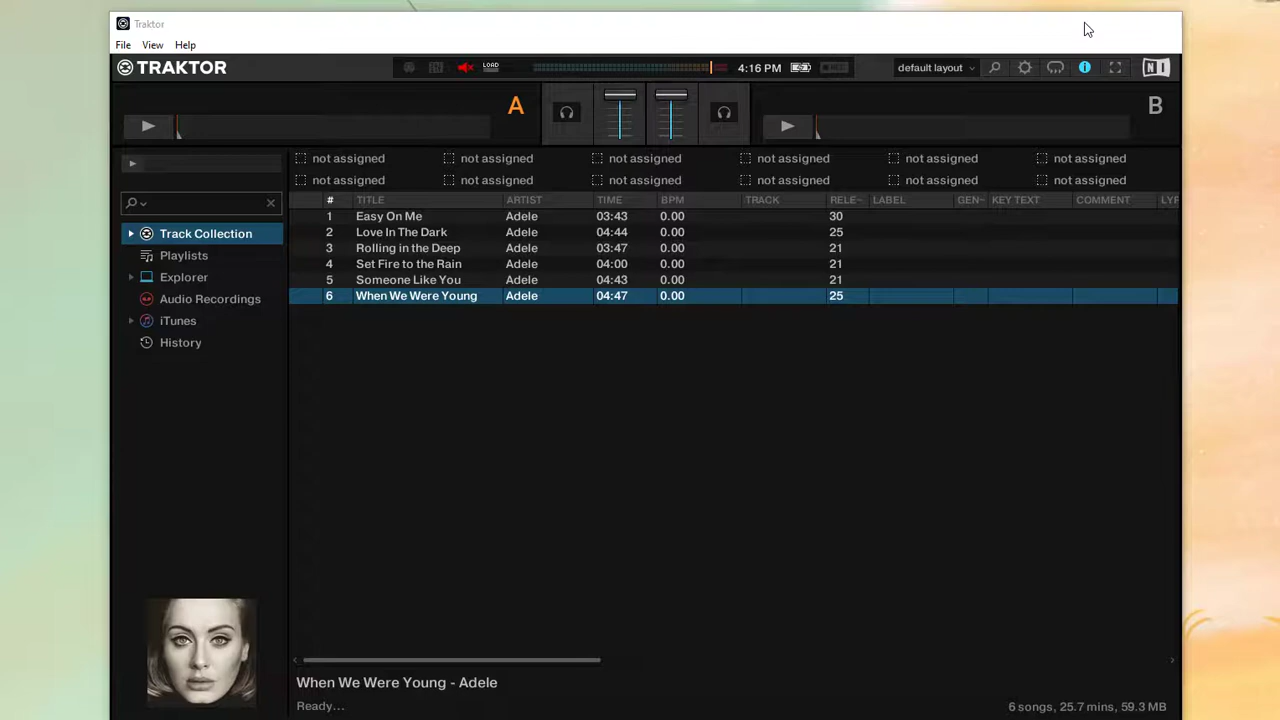 Traktor
File View Help
TRAKTOR LOAD 4:16 PM default layout NI
A B
not assigned not assigned not assigned not assigned not assigned not assigned
not assigned not assigned not assigned not assigned not assigned not assigned
# TITLE ARTIST TIME BPM TRACK RELE~ LABEL GEN~ KEY TEXT COMMENT LYF
1 Easy On Me Adele 03:43 0.00 30
2 Love In The Dark Adele 04:44 0.00 25
3 Rolling in the Deep Adele 03:47 0.00 21
4 Set Fire to the Rain Adele 04:00 0.00 21
5 Someone Like You Adele 04:43 0.00 21
6 When We Were Young Adele 04:47 0.00 25
Track Collection
Playlists
Explorer
Audio Recordings
iTunes
History
When We Were Young - Adele
Ready... 6 songs, 25.7 mins, 59.3 MB